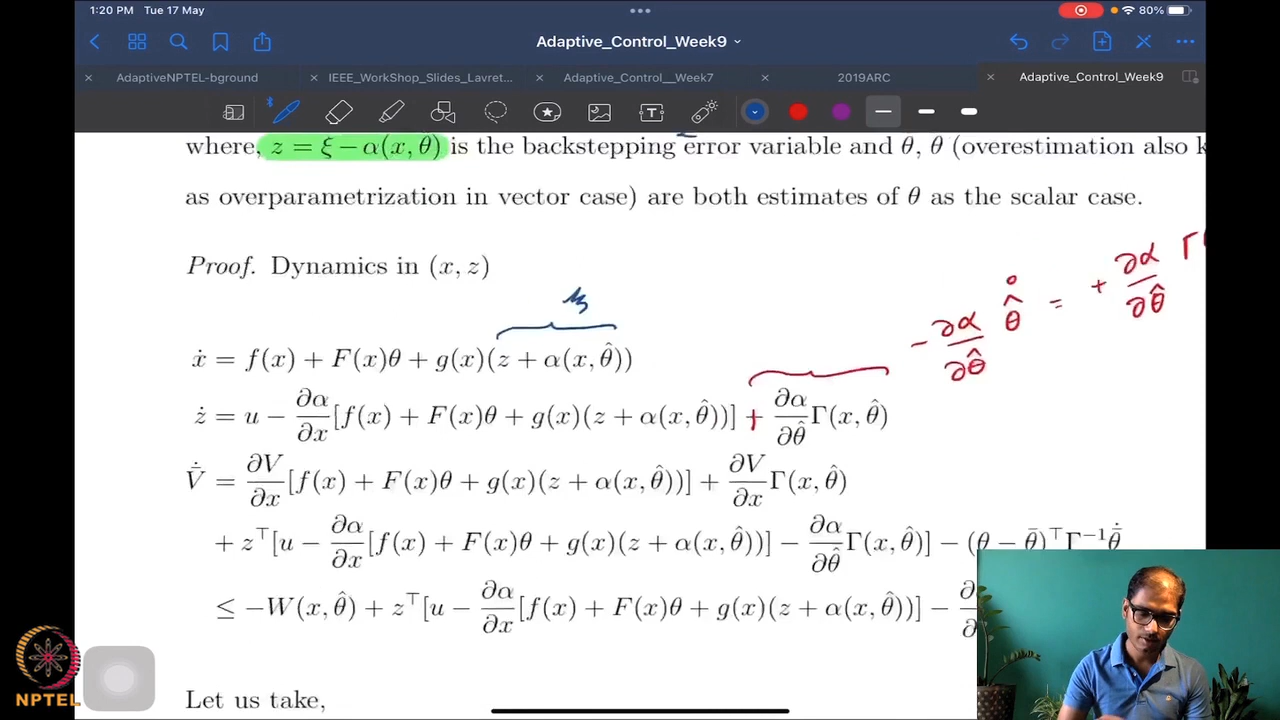 1:20 PM Tue 17 May
80%
Adaptive_Control_Week9
AdaptiveNPTEL-bground
IEEE_WorkShop_Slides_Lavret...
Adaptive_Control__Week7
2019ARC
Adaptive_Control_Week9
where, z = ξ − α(x, θ̂) is the backstepping error variable and θ̂, θ̄ (overestimation also k
as overparametrization in vector case) are both estimates of θ as the scalar case.
Proof. Dynamics in (x, z)
ξ
− ∂α/∂θ̂ θ̂̇ = + ∂α/∂θ̂ Γ(
ẋ = f(x) + F(x)θ + g(x)(z + α(x, θ̂))
ż = u − ∂α/∂x [f(x) + F(x)θ + g(x)(z + α(x, θ̂))] + ∂α/∂θ̂ Γ(x, θ̂)
V̄̇ = ∂V/∂x [f(x) + F(x)θ + g(x)(z + α(x, θ̂))] + ∂V/∂x Γ(x, θ̂)
+ z⊤[u − ∂α/∂x [f(x) + F(x)θ + g(x)(z + α(x, θ̂))] − ∂α/∂θ̂ Γ(x, θ̂)] − (θ − θ̄)⊤Γ−1θ̄̇
≤ −W(x, θ̂) + z⊤[u − ∂α/∂x [f(x) + F(x)θ + g(x)(z + α(x, θ̂))] −
Let us take,
NPTEL